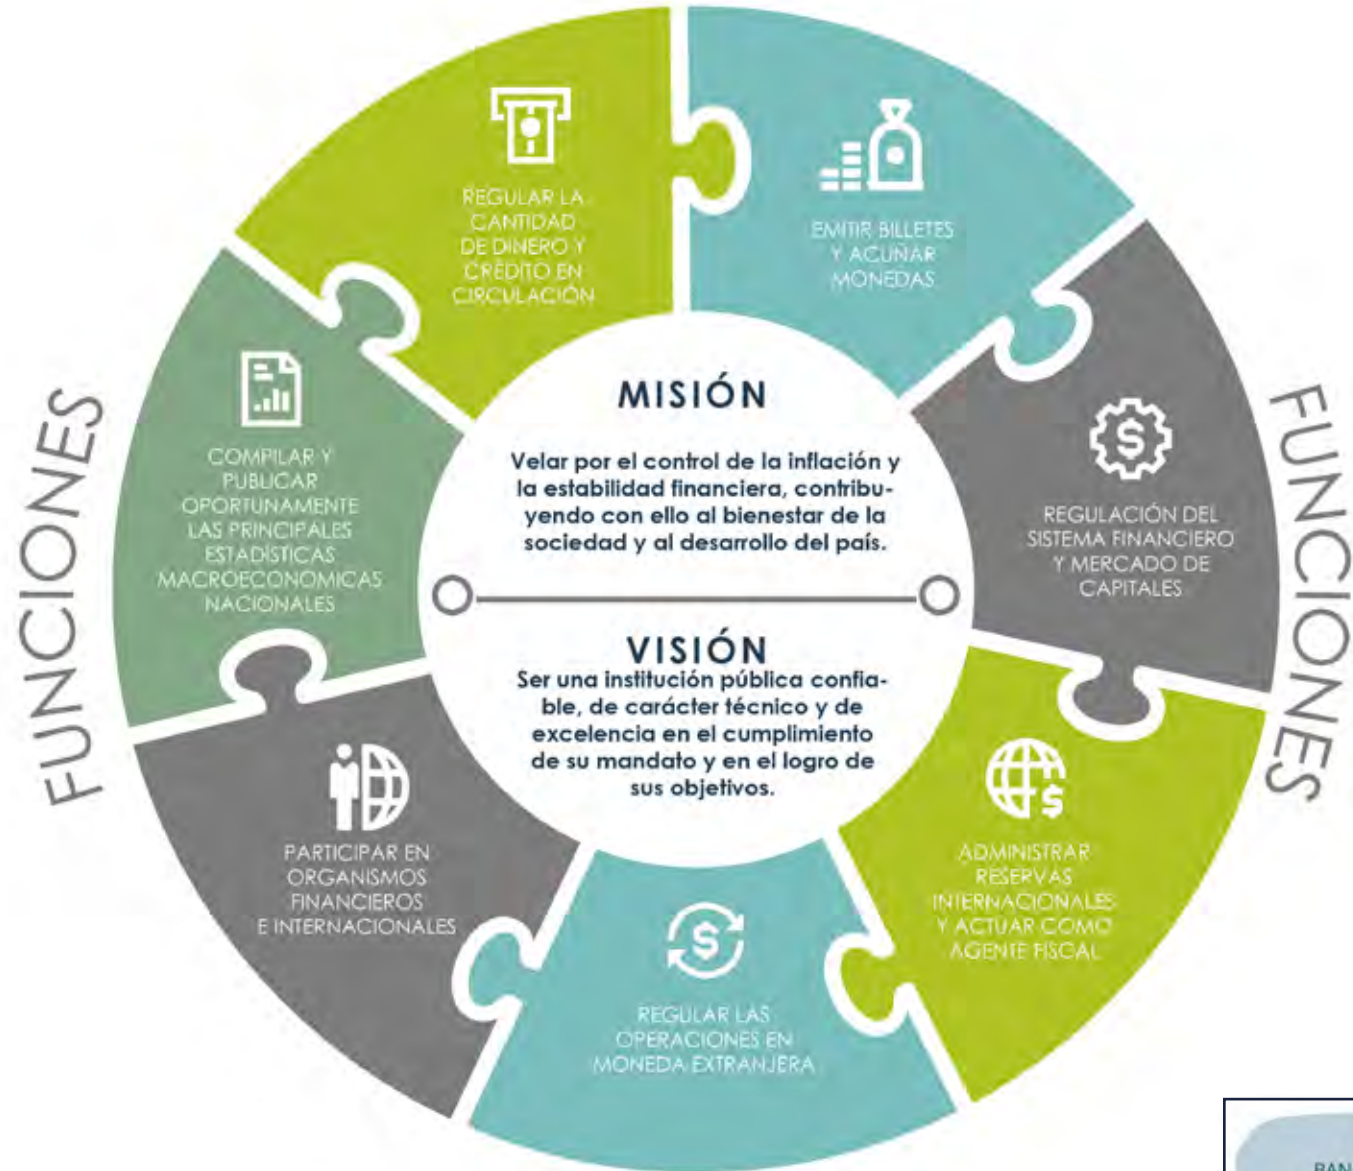 REGULAR LA
CANTIDAD
DE DINERO Y
CRÉDITO EN
CIRCULACIÓN
EMITIR BILLETES
Y ACUÑAR
MONEDAS
COMPILAR Y
PUBLICAR
OPORTUNAMENTE
LAS PRINCIPALES
ESTADÍSTICAS
MACROECONOMICAS
NACIONALES
FUNCIONES
MISIÓN
Velar por el control de la inflación y
la estabilidad financiera, contribu-
yendo con ello al bienestar de la
sociedad y al desarrollo del país.
VISIÓN
Ser una institución pública confia-
ble, de carácter técnico y de
excelencia en el cumplimiento
de su mandato y en el logro de
sus objetivos.
REGULACIÓN DEL
SISTEMA FINANCIERO
Y MERCADO DE
CAPITALES
FUNCIONES
PARTICIPAR EN
ORGANISMOS
FINANCIEROS
E INTERNACIONALES
REGULAR LAS
OPERACIONES EN
MONEDA EXTRANJERA
ADMINISTRAR
RESERVAS
INTERNACIONALES
Y ACTUAR COMO
AGENTE FISCAL